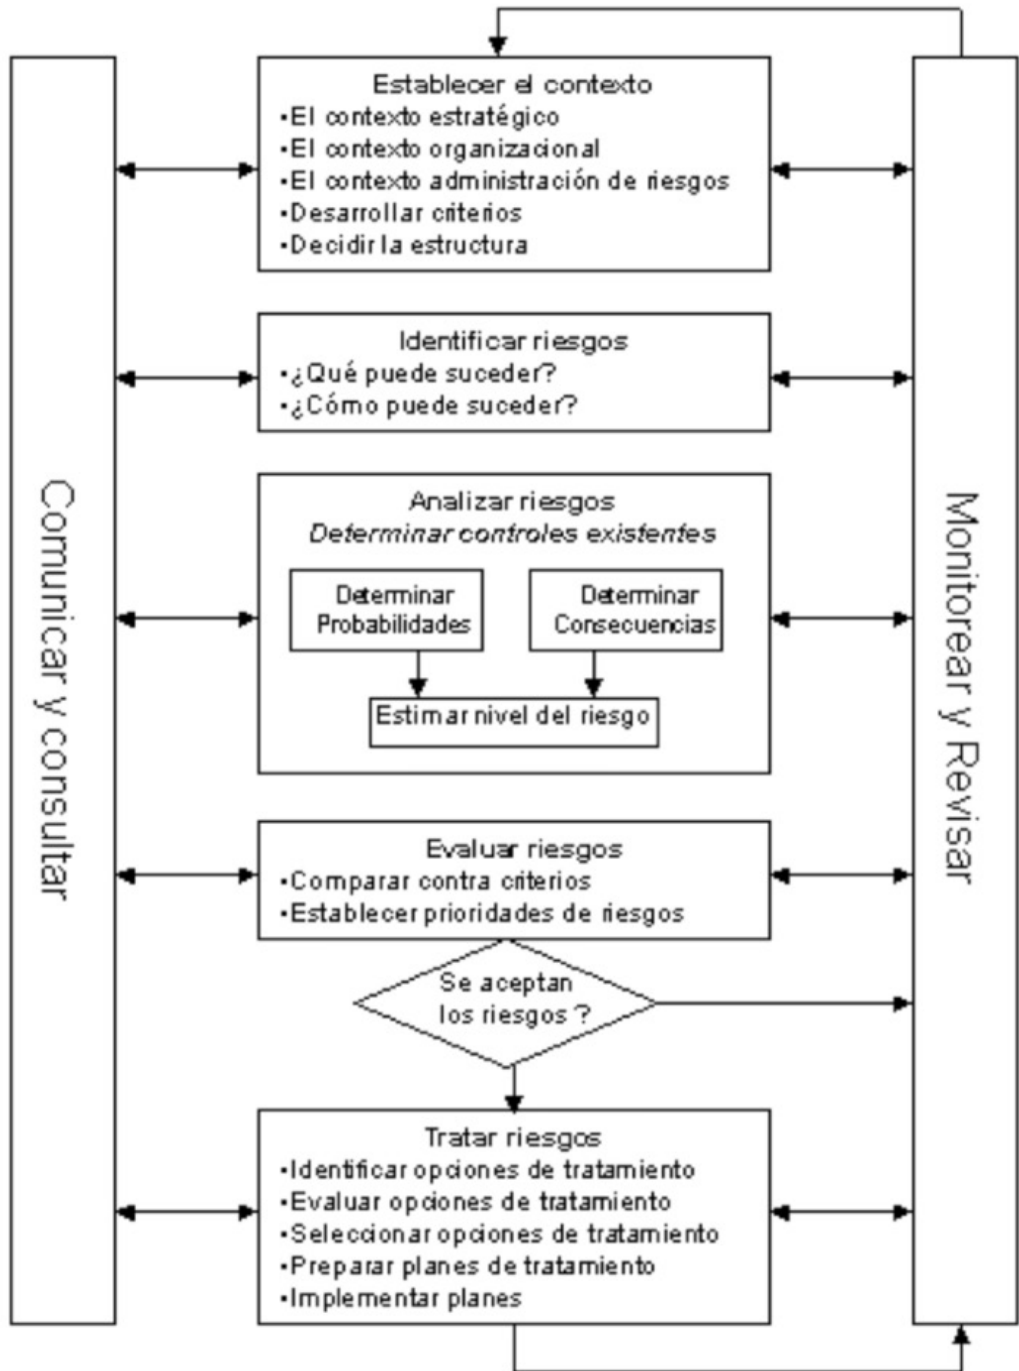 Establecer el contexto
•El contexto estratégico
•El contexto organizacional
•El contexto administración de riesgos
•Desarrollar criterios
•Decidir la estructura
Identificar riesgos
•¿Qué puede suceder?
•¿Cómo puede suceder?
Analizar riesgos
Determinar controles existentes
Determinar
Probabilidades
Determinar
Consecuencias
Estimar nivel del riesgo
Evaluar riesgos
•Comparar contra criterios
•Establecer prioridades de riesgos
Se aceptan
los riesgos ?
Tratar riesgos
•Identificar opciones de tratamiento
•Evaluar opciones de tratamiento
•Seleccionar opciones de tratamiento
•Preparar planes de tratamiento
•Implementar planes
Comunicar y consultar
Monitorear y Revisar